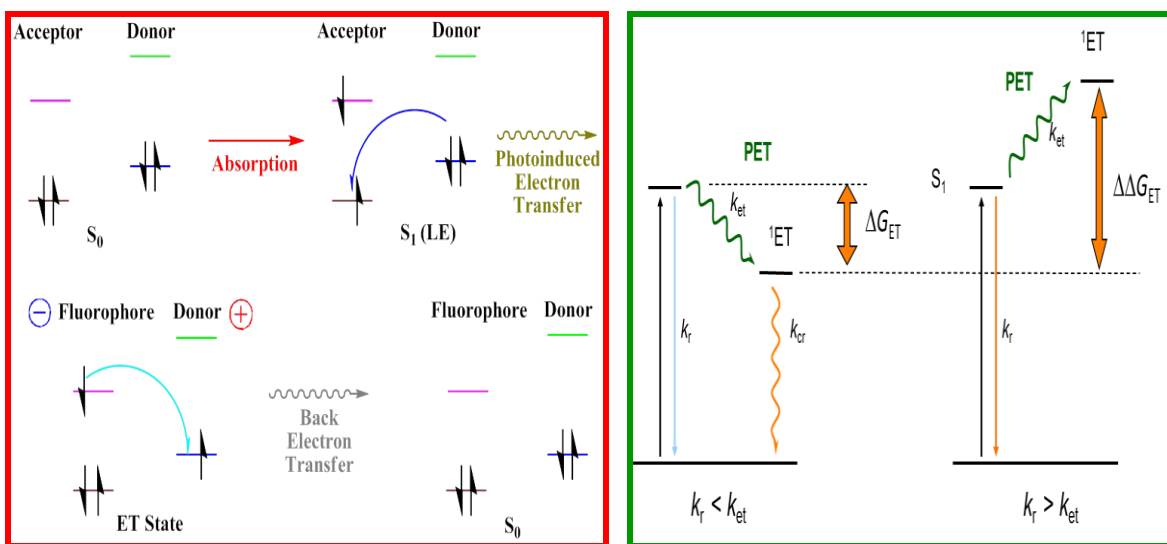 Acceptor Donor
S0
Absorption
Acceptor Donor
S1 (LE)
Photoinduced
Electron
Transfer
− Fluorophore Donor +
ET State
Back
Electron
Transfer
Fluorophore Donor
S0
PET
ket
1ET
ΔGET
kr
kcr
kr < ket
1ET
PET
ket
S1
ΔΔGET
kr
kr > ket